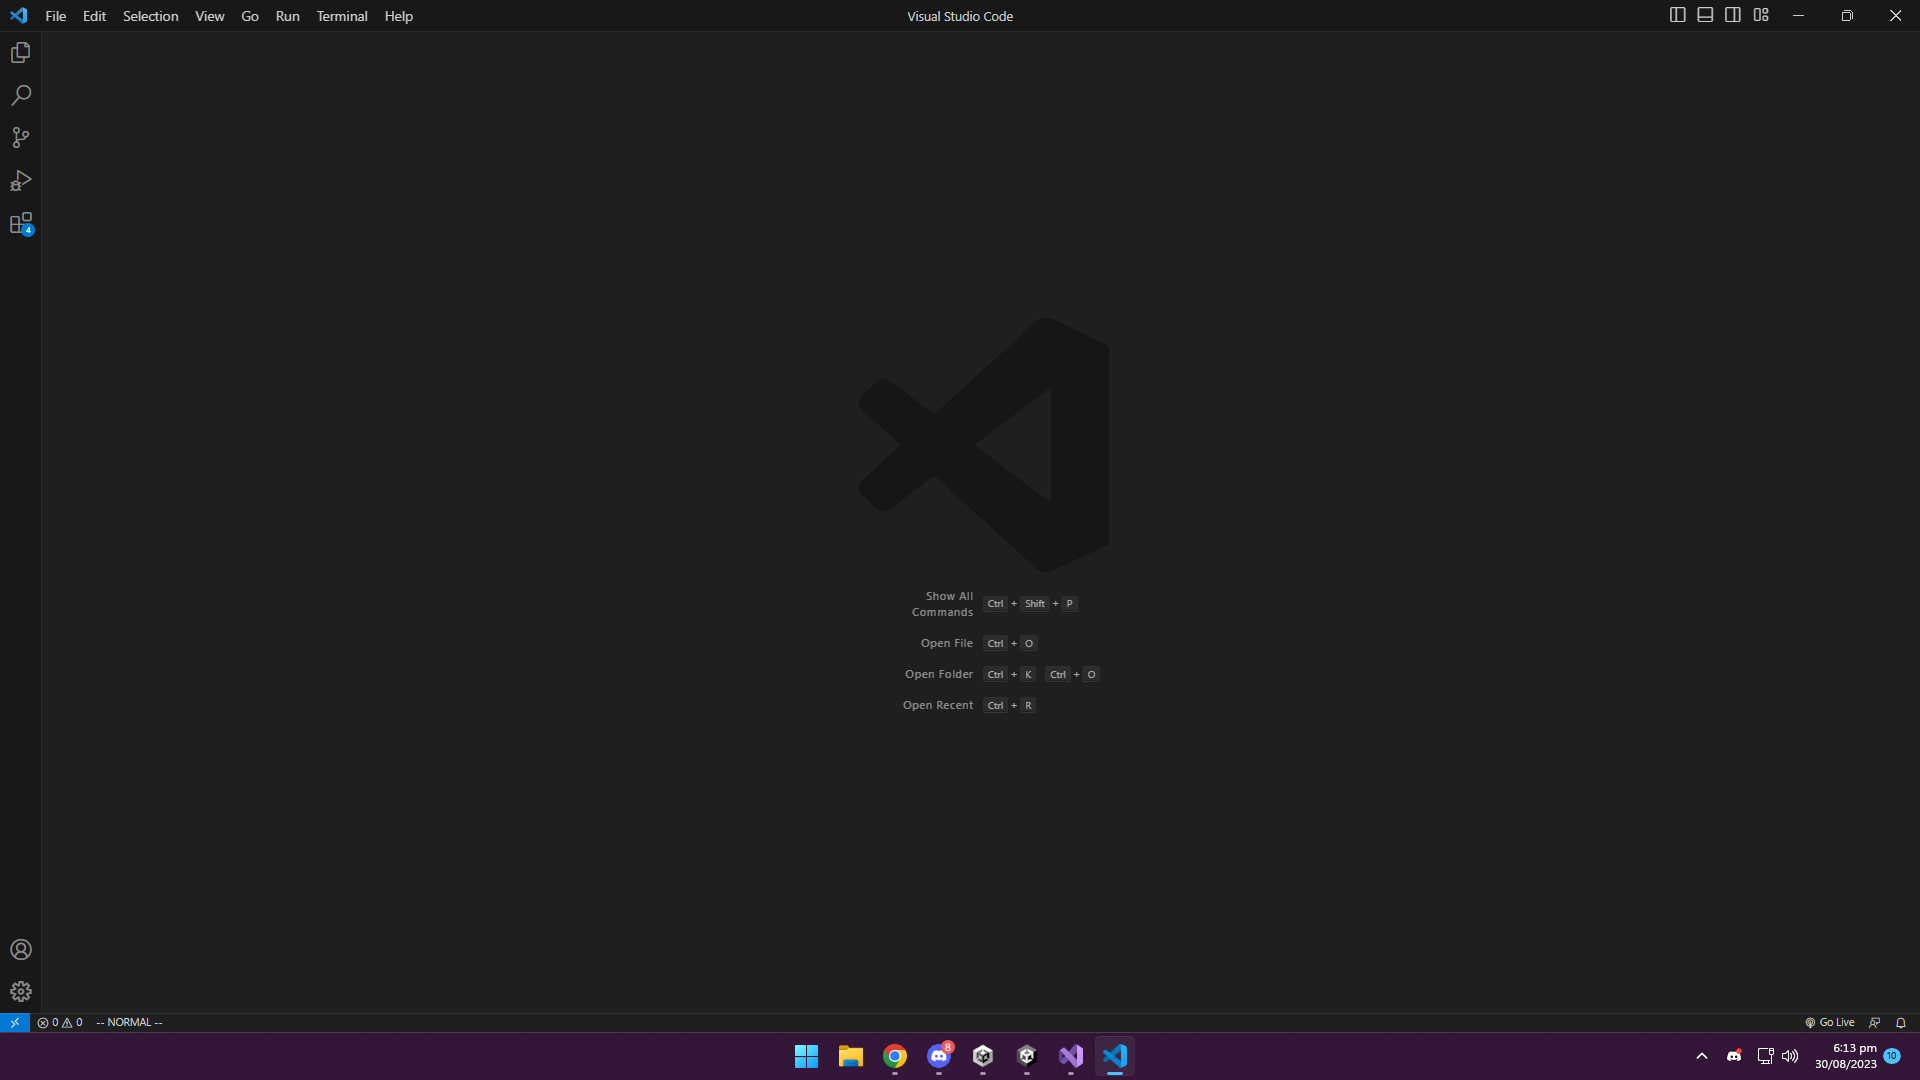 File Edit Selection View Go Run Terminal Help Visual Studio Code
4
Show All
Commands Ctrl + Shift + P
Open File Ctrl + O
Open Folder Ctrl + K Ctrl + O
Open Recent Ctrl + R
0 0 -- NORMAL -- Go Live
8
6:13 pm
30/08/2023
10